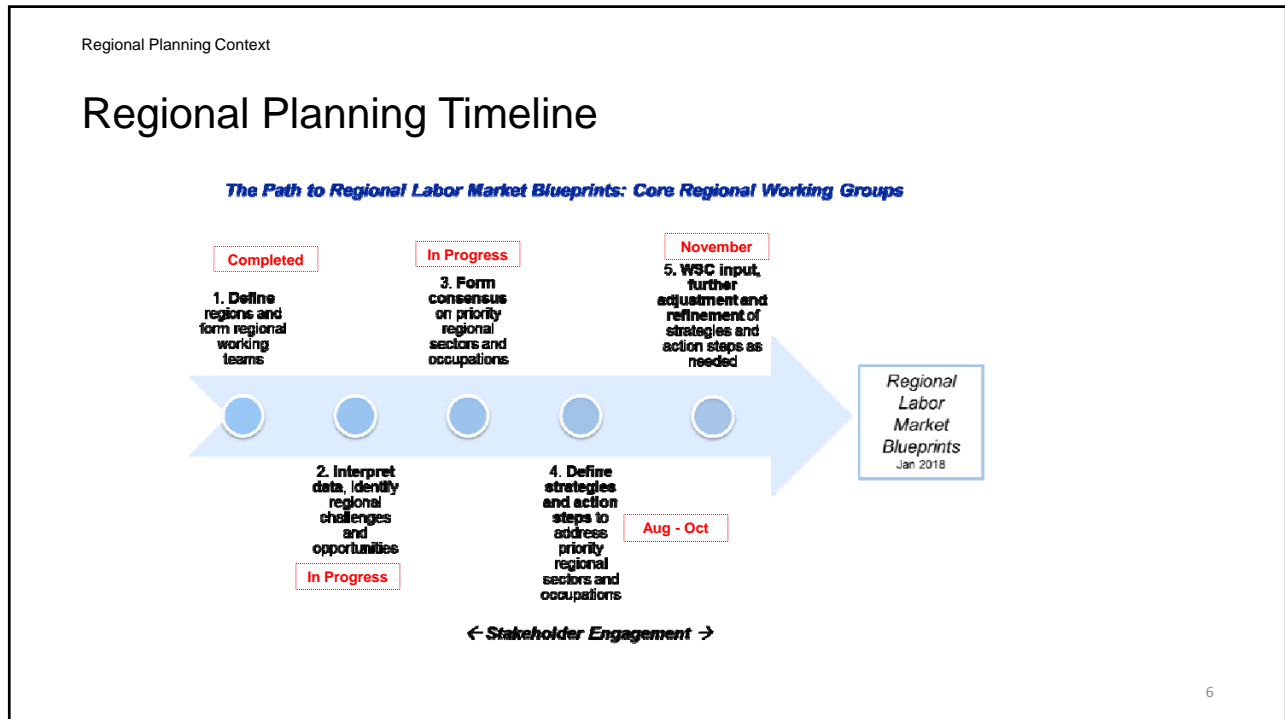 Regional Planning Context
Regional Planning Timeline
The Path to Regional Labor Market Blueprints: Core Regional Working Groups
Completed
1. Define
regions and
form regional
working
teams
2. Interpret
data, identify
regional
challenges
and
opportunities
In Progress
In Progress
3. Form
consensus
on priority
regional
sectors and
occupations
4. Define
strategies
and action
steps to
address
priority
regional
sectors and
occupations
Aug - Oct
November
5. WSC input,
further
adjustment and
refinement of
strategies and
action steps as
needed
Regional
Labor
Market
Blueprints
Jan 2018
← Stakeholder Engagement →
6